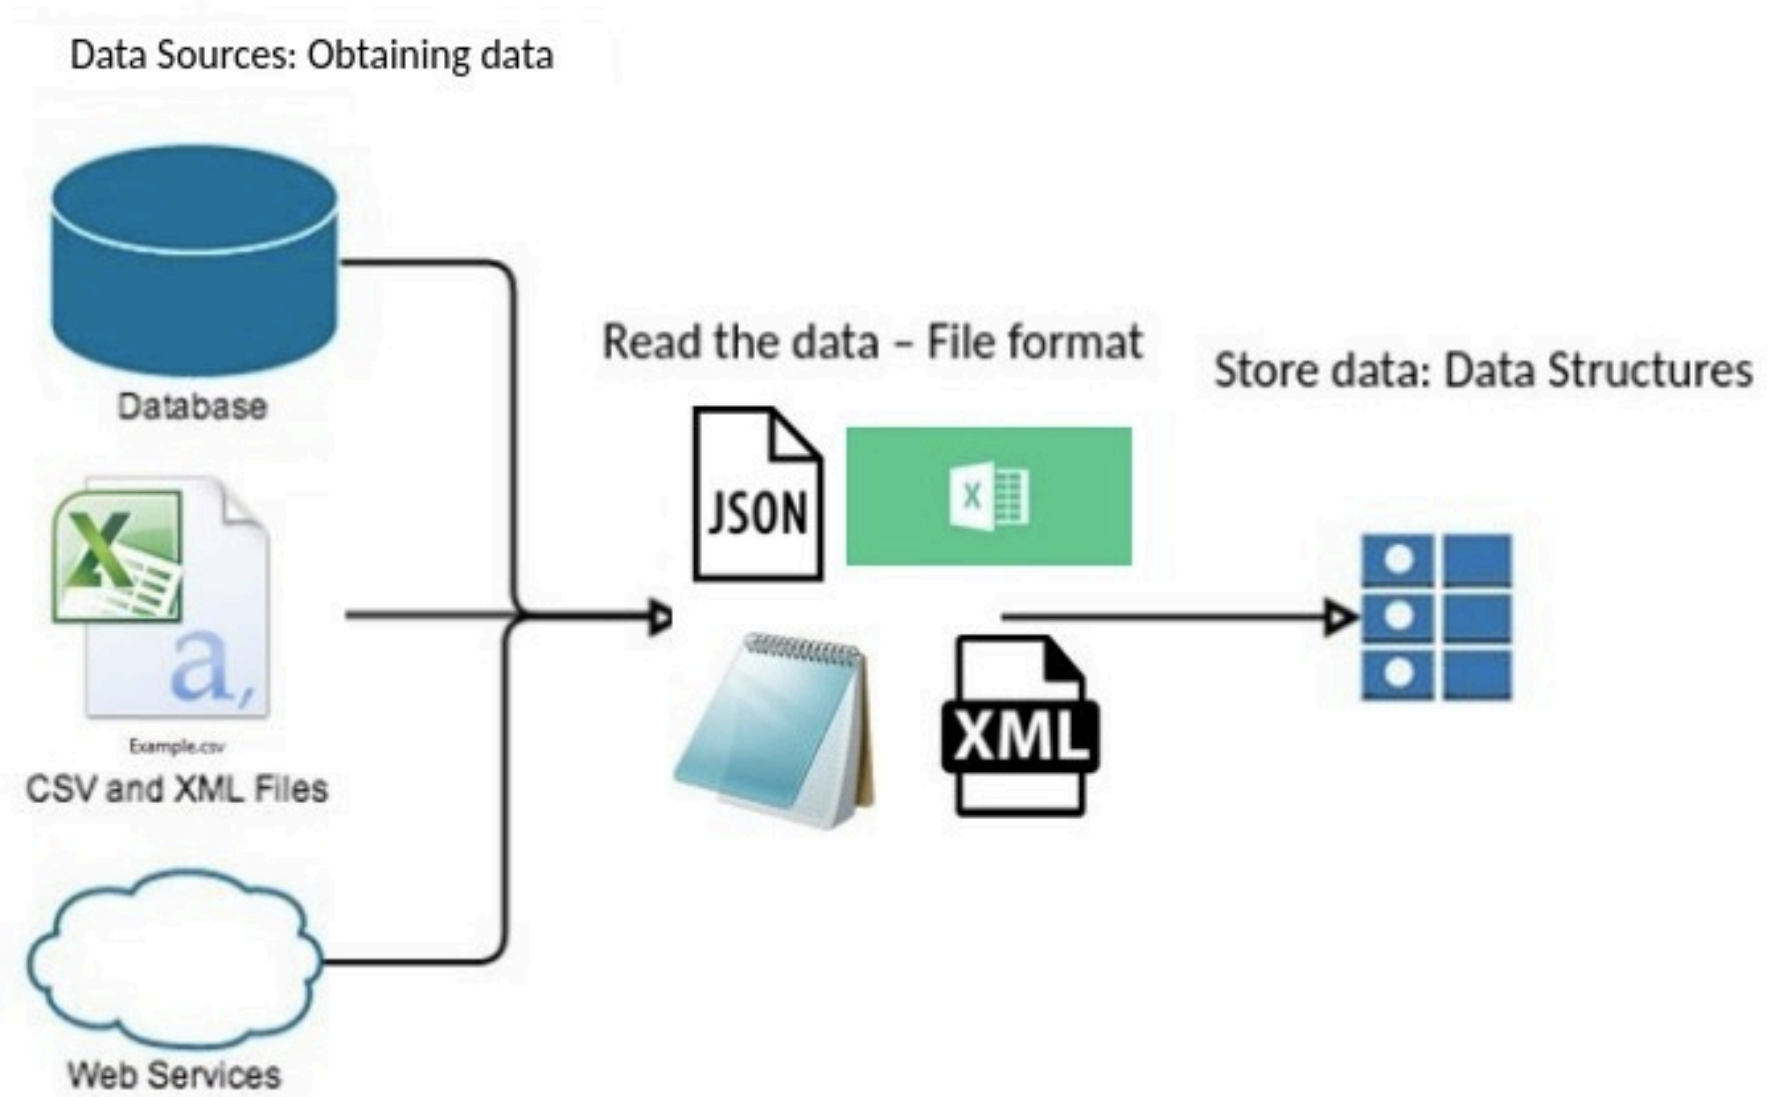 Data Sources: Obtaining data
Database
Read the data – File format
Store data: Data Structures
JSON
X
X
a,
Example.csv
CSV and XML Files
XML
Web Services